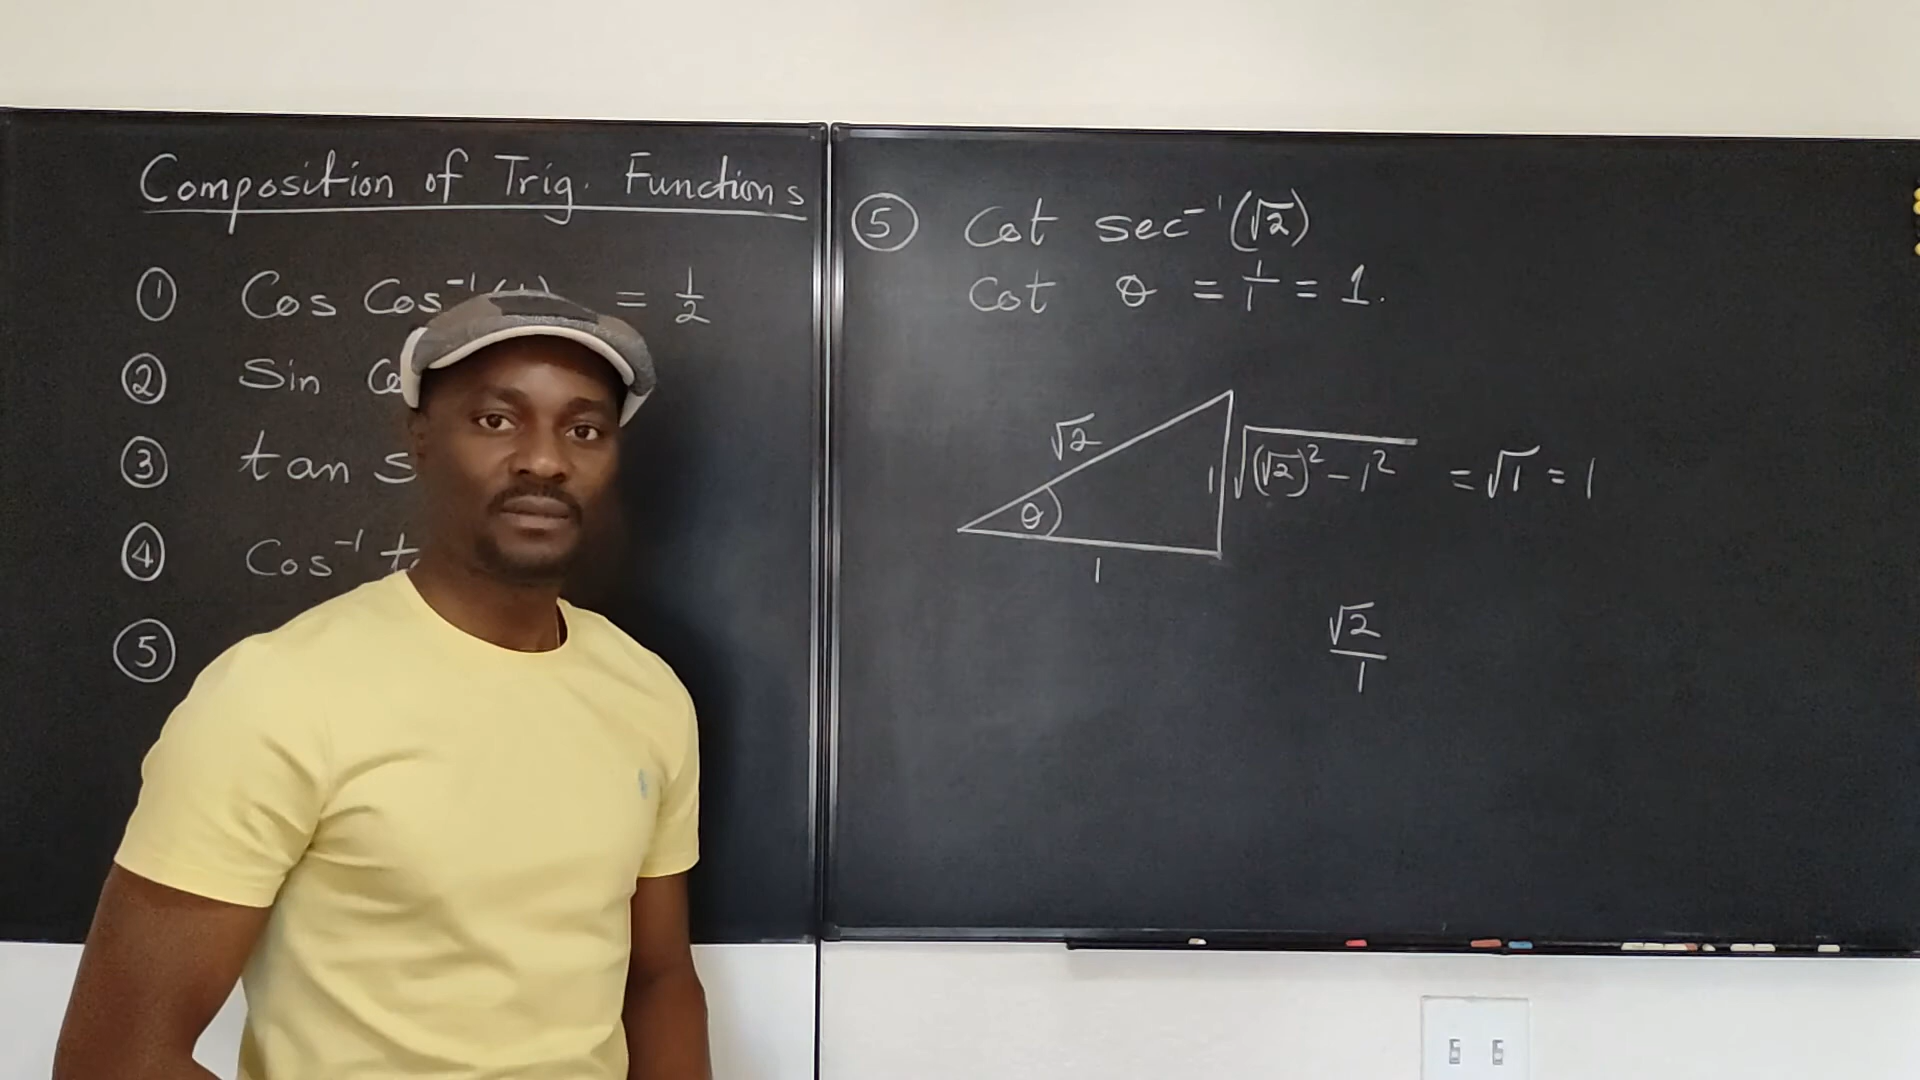 Composition of Trig. Functions
① Cos Cos⁻¹ = 1/2
② Sin
③ tan
④ Cos⁻¹
⑤
⑤ Cot sec⁻¹(√2)
Cot θ = 1/1 = 1.
√2
1 √((√2)² - 1²) = √1 = 1
θ
1
√2/1